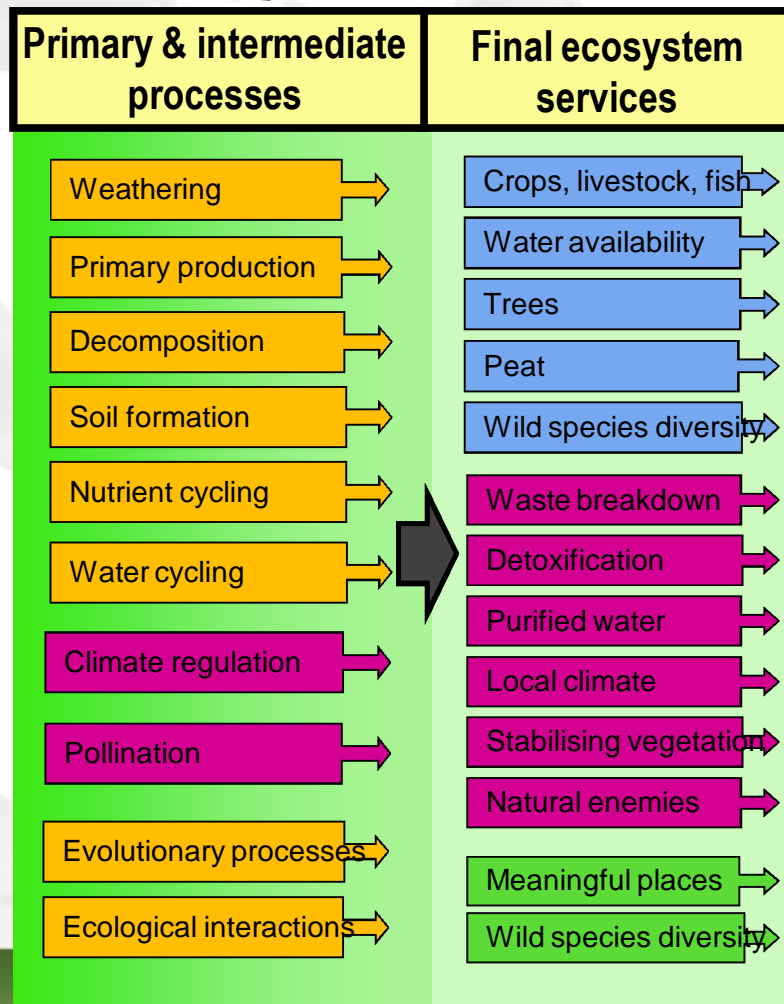 Primary & intermediate
processes
Weathering
Primary production
Decomposition
Soil formation
Nutrient cycling
Water cycling
Climate regulation
Pollination
Evolutionary processes
Ecological interactions
Final ecosystem
services
Crops, livestock, fish
Water availability
Trees
Peat
Wild species diversity
Waste breakdown
Detoxification
Purified water
Local climate
Stabilising vegetation
Natural enemies
Meaningful places
Wild species diversity